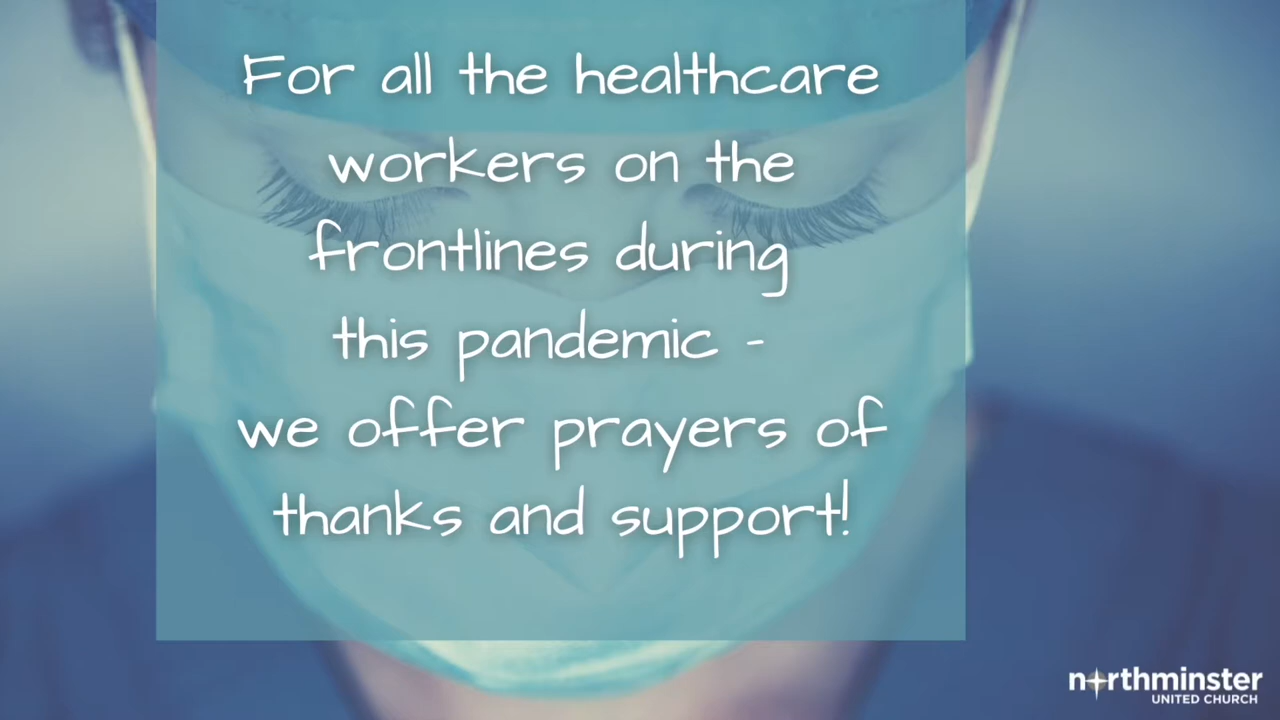 For all the healthcare
workers on the
frontlines during
this pandemic -
we offer prayers of
thanks and support!
northminster
UNITED CHURCH